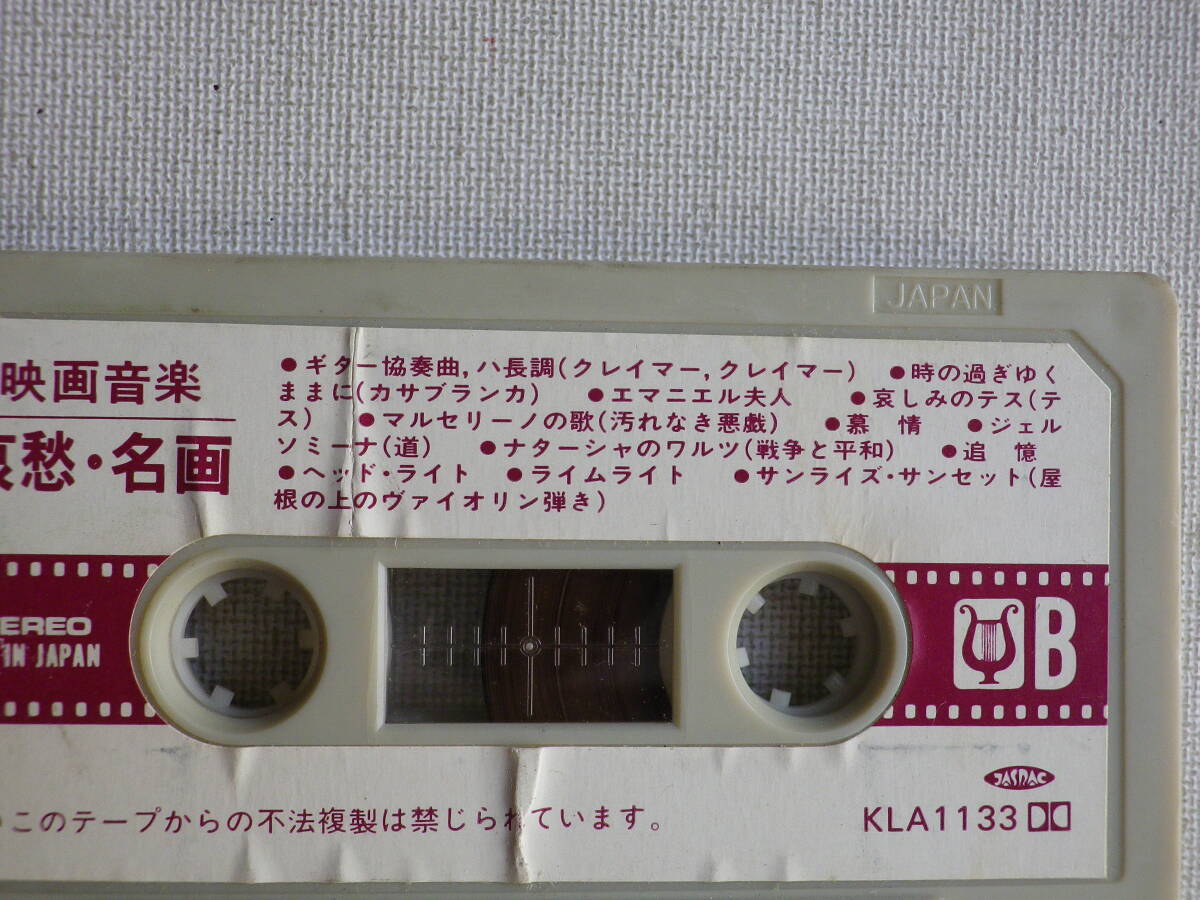 JAPAN
映画音楽
哀愁・名画
●ギター協奏曲,ハ長調(クレイマー,クレイマー) ●時の過ぎゆく
ままに(カサブランカ) ●エマニエル夫人 ●哀しみのテス(テ
ス) ●マルセリーノの歌(汚れなき悪戯) ●慕 情 ●ジェル
ソミーナ(道) ●ナターシャのワルツ(戦争と平和) ●追 憶
●ヘッド・ライト ●ライムライト ●サンライズ・サンセット(屋
根の上のヴァイオリン弾き)
EREO
IN JAPAN
B
JASRAC
このテープからの不法複製は禁じられています。
KLA1133